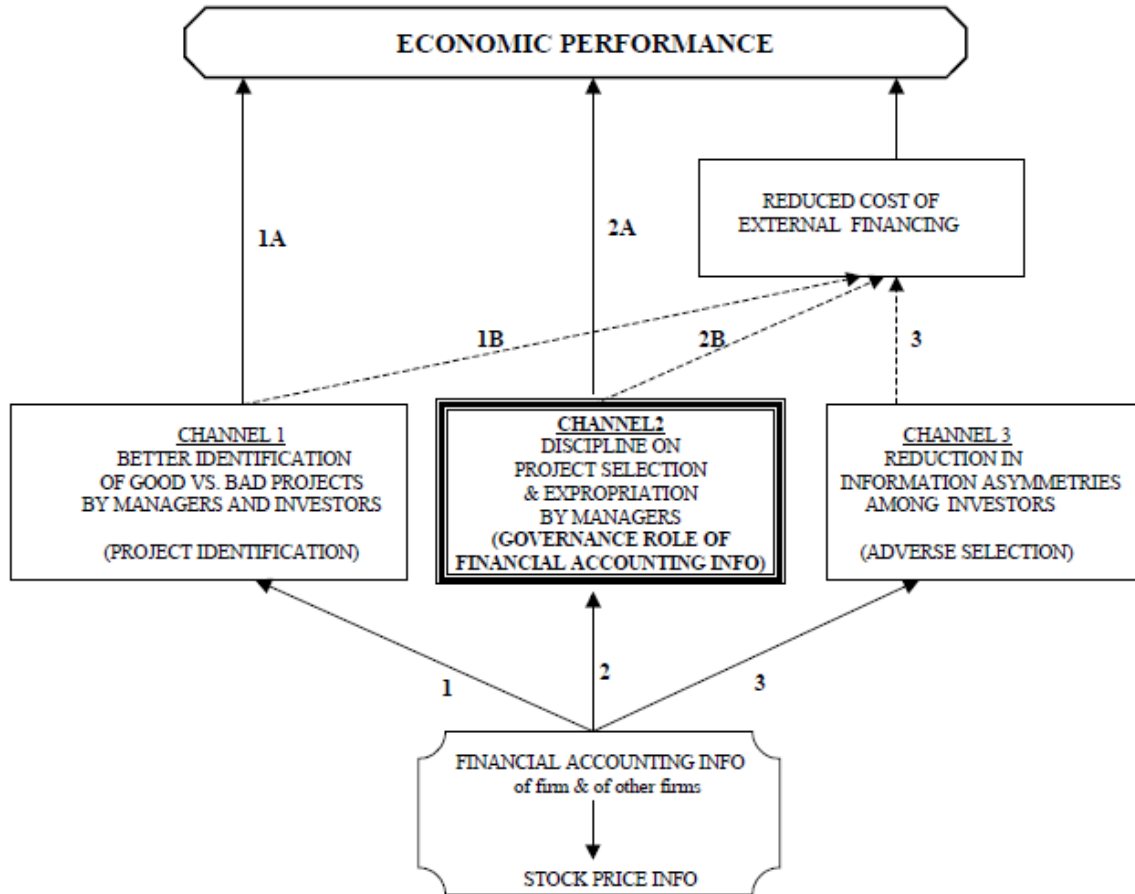 ECONOMIC PERFORMANCE
REDUCED COST OF
EXTERNAL FINANCING
1A
2A
1B
2B
3
CHANNEL 1
BETTER IDENTIFICATION
OF GOOD VS. BAD PROJECTS
BY MANAGERS AND INVESTORS
(PROJECT IDENTIFICATION)
CHANNEL2
DISCIPLINE ON
PROJECT SELECTION
& EXPROPRIATION
BY MANAGERS
(GOVERNANCE ROLE OF
FINANCIAL ACCOUNTING INFO)
CHANNEL 3
REDUCTION IN
INFORMATION ASYMMETRIES
AMONG INVESTORS
(ADVERSE SELECTION)
1
2
3
FINANCIAL ACCOUNTING INFO
of firm & of other firms
STOCK PRICE INFO